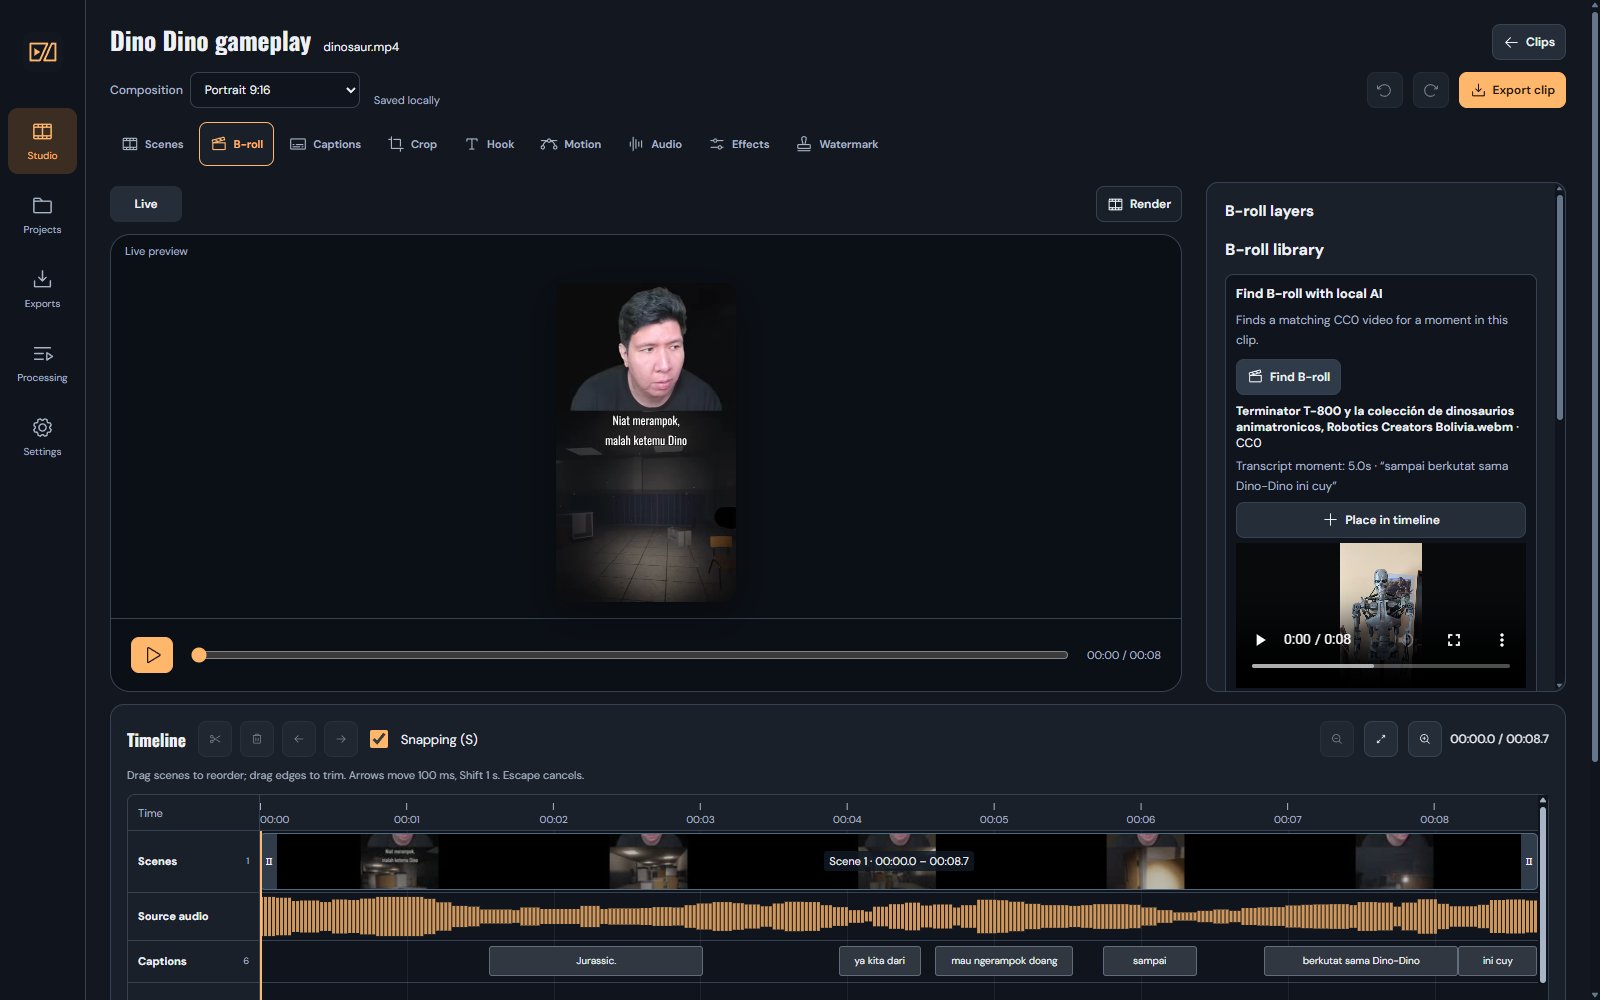 Dino Dino gameplay dinosaur.mp4
Clips
Composition Portrait 9:16 Saved locally
Export clip
Scenes B-roll Captions Crop Hook Motion Audio Effects Watermark
Studio
Projects
Exports
Processing
Settings
Live
Render
Live preview
Niat merampok,
malah ketemu Dino
00:00 / 00:08
B-roll layers
B-roll library
Find B-roll with local AI
Finds a matching CC0 video for a moment in this
clip.
Find B-roll
Terminator T-800 y la colección de dinosaurios
animatronicos, Robotics Creators Bolivia.webm ·
CC0
Transcript moment: 5.0s · “sampai berkutat sama
Dino-Dino ini cuy”
Place in timeline
0:00 / 0:08
Timeline Snapping (S) 00:00.0 / 00:08.7
Drag scenes to reorder; drag edges to trim. Arrows move 100 ms, Shift 1 s. Escape cancels.
Time 00:00 00:01 00:02 00:03 00:04 00:05 00:06 00:07 00:08
Scenes 1 Scene 1 · 00:00.0 – 00:08.7
Niat merampok,
malah ketemu Dino
Source audio
Captions 6 Jurassic. ya kita dari mau ngerampok doang sampai berkutat sama Dino-Dino ini cuy